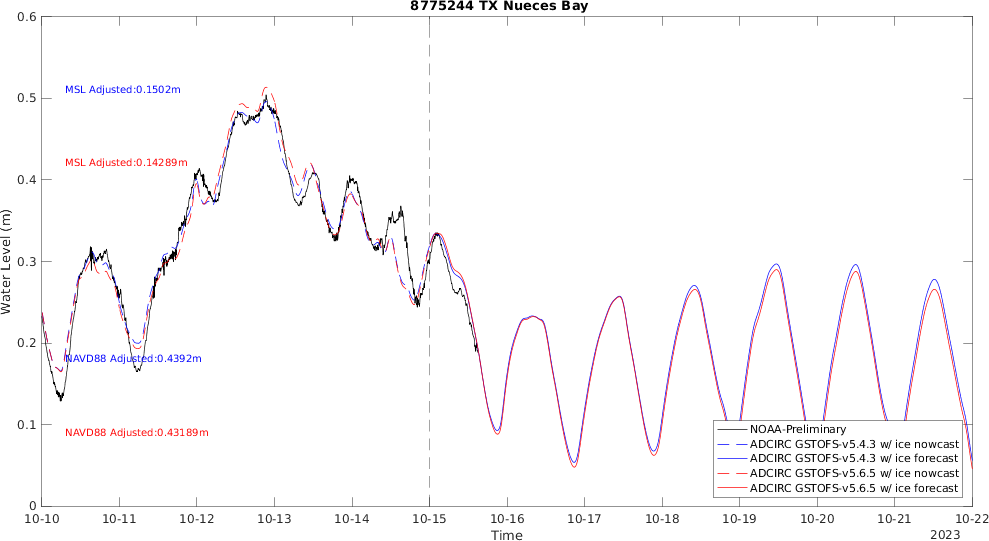 8775244 TX Nueces Bay
0.6
0.5
0.4
0.3
0.2
0.1
0
Water Level (m)
MSL Adjusted:0.1502m
MSL Adjusted:0.14289m
NAVD88 Adjusted:0.4392m
NAVD88 Adjusted:0.43189m
NOAA-Preliminary
ADCIRC GSTOFS-v5.4.3 w/ ice nowcast
ADCIRC GSTOFS-v5.4.3 w/ ice forecast
ADCIRC GSTOFS-v5.6.5 w/ ice nowcast
ADCIRC GSTOFS-v5.6.5 w/ ice forecast
10-10 10-11 10-12 10-13 10-14 10-15 10-16 10-17 10-18 10-19 10-20 10-21 10-22
Time
2023